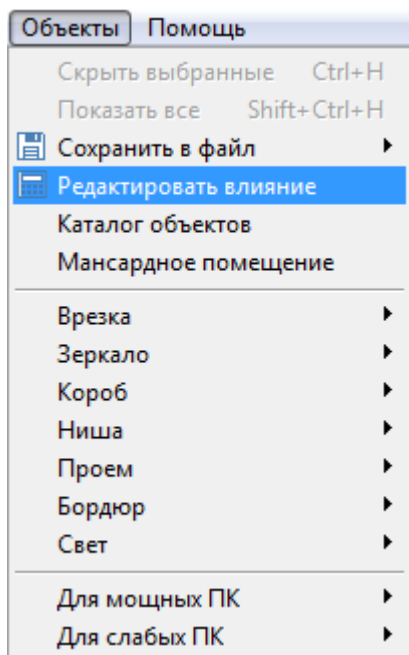 Объекты Помощь
Скрыть выбранные Ctrl+H
Показать все Shift+Ctrl+H
Сохранить в файл
Редактировать влияние
Каталог объектов
Мансардное помещение
Врезка
Зеркало
Короб
Ниша
Проем
Бордюр
Свет
Для мощных ПК
Для слабых ПК